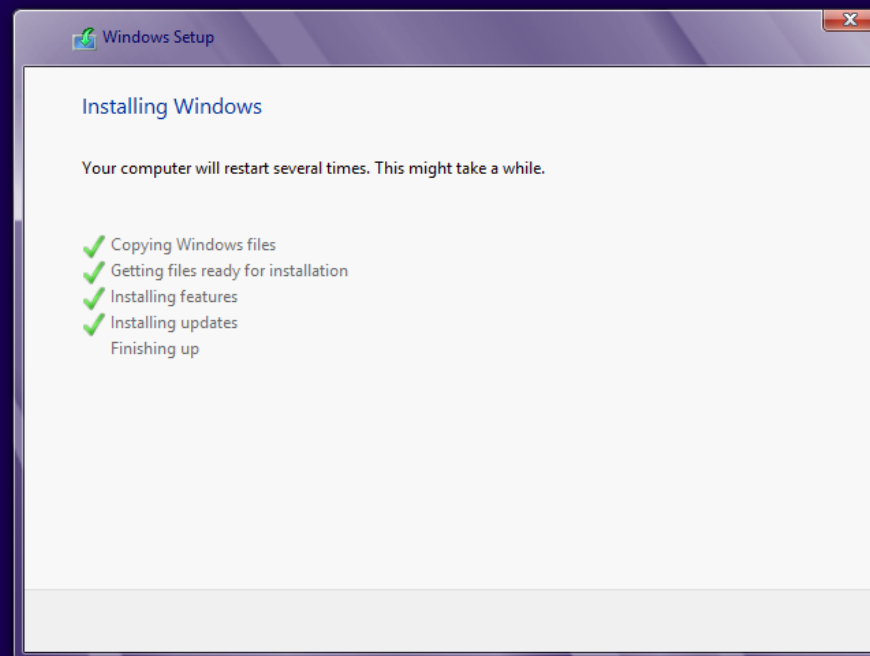 Windows Setup
Installing Windows
Your computer will restart several times. This might take a while.
Copying Windows files
Getting files ready for installation
Installing features
Installing updates
Finishing up